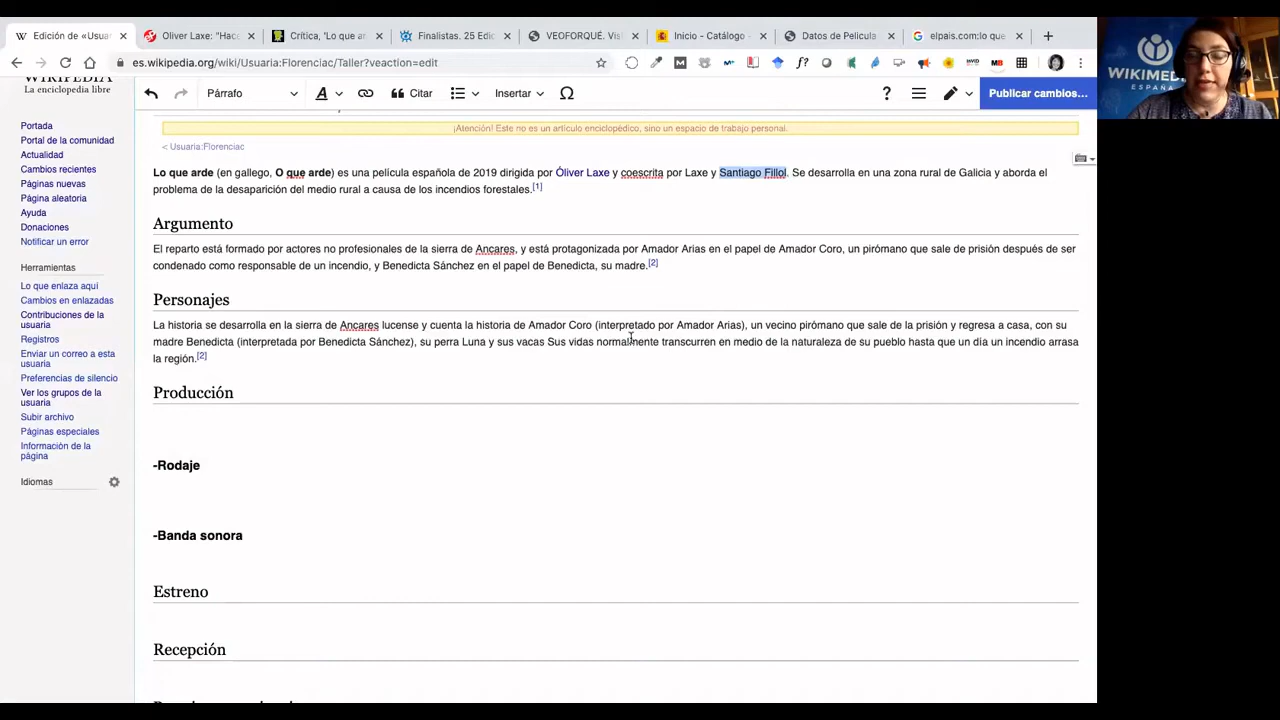 Edición de «Usua
Oliver Laxe: "Hace
Crítica, 'Lo que ar
Finalistas. 25 Edic
VEOFORQUÉ. Vis
Inicio - Catálogo
Datos de Pelicula
elpais.com:lo que
es.wikipedia.org/wiki/Usuaria:Florenciac/Taller?veaction=edit
WIKIPEDIA
La enciclopedia libre
Párrafo
A
Citar
Insertar
Ω
?
Publicar cambios...
WIKIMEDIA
ESPAÑA
Portada
Portal de la comunidad
Actualidad
Cambios recientes
Páginas nuevas
Página aleatoria
Ayuda
Donaciones
Notificar un error
Herramientas
Lo que enlaza aquí
Cambios en enlazadas
Contribuciones de la
usuaria
Registros
Enviar un correo a esta
usuaria
Preferencias de silencio
Ver los grupos de la
usuaria
Subir archivo
Páginas especiales
Información de la
página
Idiomas
¡Atención! Este no es un artículo enciclopédico, sino un espacio de trabajo personal.
< Usuaria:Florenciac
Lo que arde (en gallego, O que arde) es una película española de 2019 dirigida por Óliver Laxe y coescrita por Laxe y Santiago Fillol. Se desarrolla en una zona rural de Galicia y aborda el
problema de la desaparición del medio rural a causa de los incendios forestales.[1]
Argumento
El reparto está formado por actores no profesionales de la sierra de Ancares, y está protagonizada por Amador Arias en el papel de Amador Coro, un pirómano que sale de prisión después de ser
condenado como responsable de un incendio, y Benedicta Sánchez en el papel de Benedicta, su madre.[2]
Personajes
La historia se desarrolla en la sierra de Ancares lucense y cuenta la historia de Amador Coro (interpretado por Amador Arias), un vecino pirómano que sale de la prisión y regresa a casa, con su
madre Benedicta (interpretada por Benedicta Sánchez), su perra Luna y sus vacas Sus vidas normalmente transcurren en medio de la naturaleza de su pueblo hasta que un día un incendio arrasa
la región.[2]
Producción
-Rodaje
-Banda sonora
Estreno
Recepción